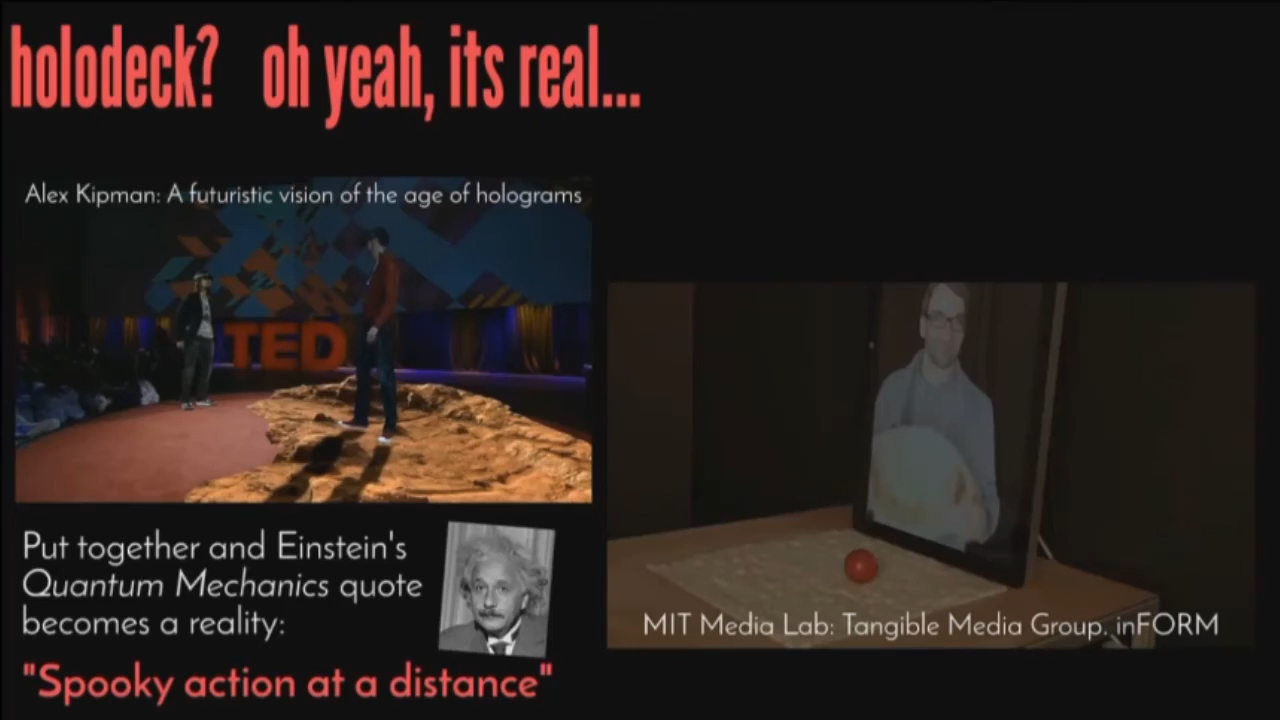 holodeck? oh yeah, its real...
Alex Kipman: A futuristic vision of the age of holograms
TED
Put together and Einstein's
Quantum Mechanics quote
becomes a reality:
"Spooky action at a distance"
MIT Media Lab: Tangible Media Group. inFORM